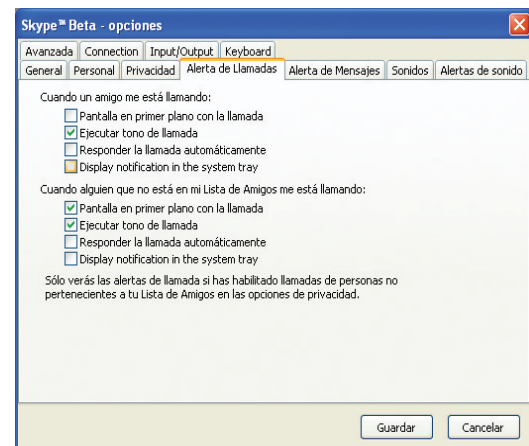 Skype™ Beta - opciones
Avanzada Connection Input/Output Keyboard
General Personal Privacidad Alerta de Llamadas Alerta de Mensajes Sonidos Alertas de sonido
Cuando un amigo me está llamando:
Pantalla en primer plano con la llamada
Ejecutar tono de llamada
Responder la llamada automáticamente
Display notification in the system tray
Cuando alguien que no está en mi Lista de Amigos me está llamando:
Pantalla en primer plano con la llamada
Ejecutar tono de llamada
Responder la llamada automáticamente
Display notification in the system tray
Sólo verás las alertas de llamada si has habilitado llamadas de personas no
pertenecientes a tu Lista de Amigos en las opciones de privacidad.
Guardar Cancelar